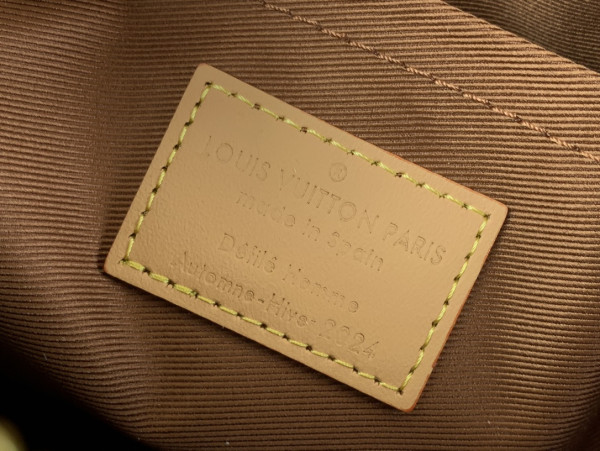 ®
LOUIS VUITTON PARIS
made in Spain
Défilé Homme
Automne-Hiver 2024